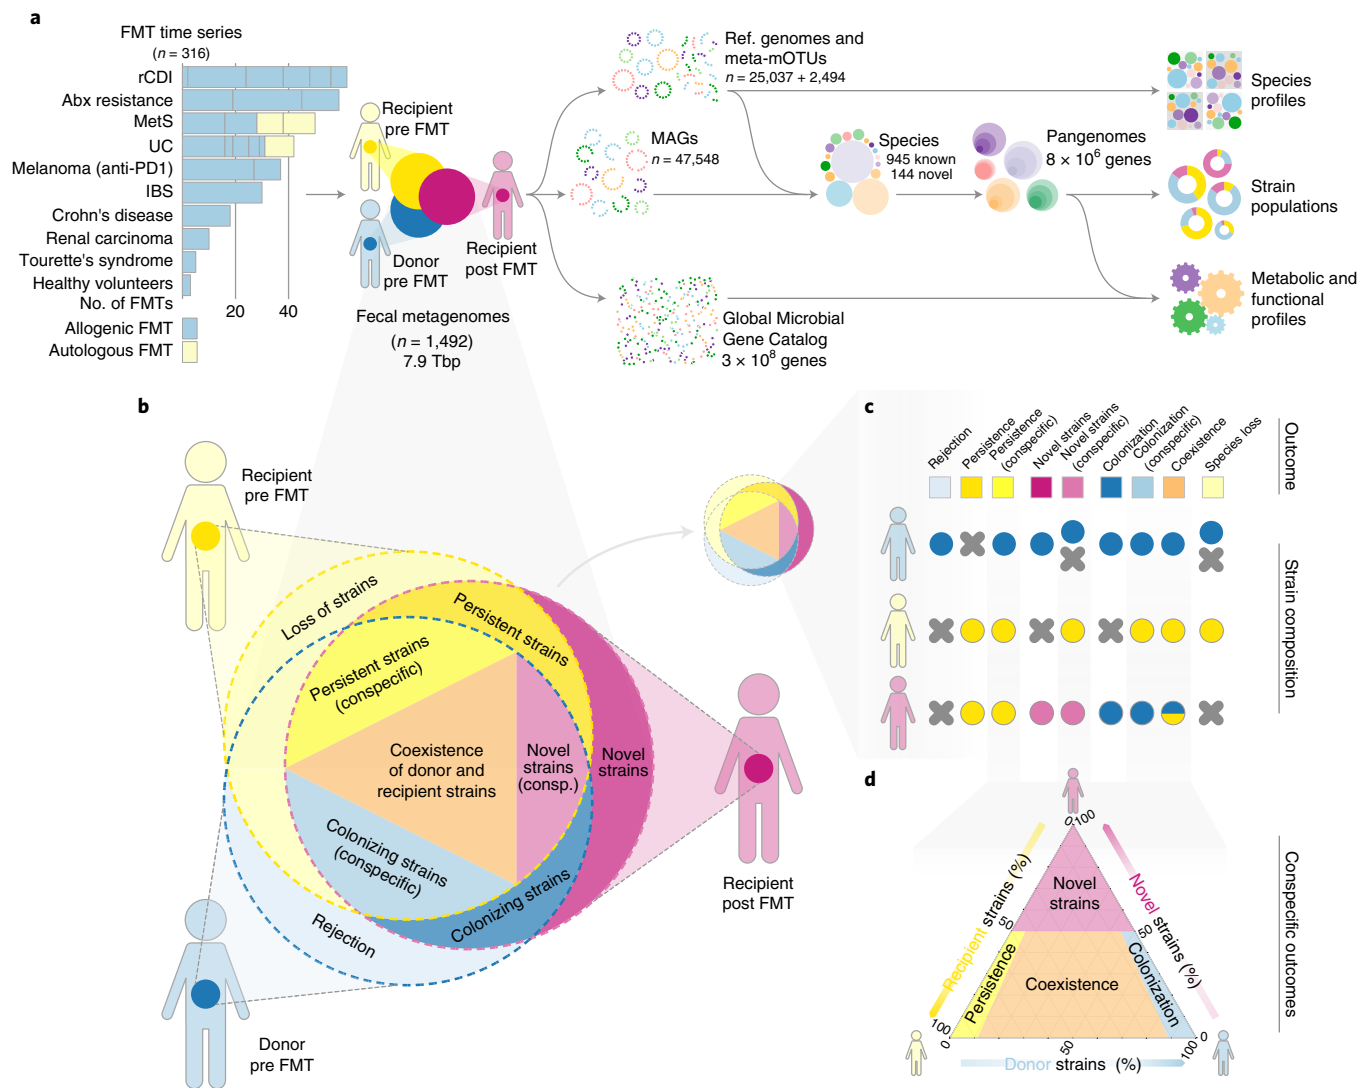 a
FMT time series
(n = 316)
rCDI
Abx resistance
MetS
UC
Melanoma (anti-PD1)
IBS
Crohn's disease
Renal carcinoma
Tourette's syndrome
Healthy volunteers
No. of FMTs
20
40
Allogenic FMT
Autologous FMT
Recipient
pre FMT
Donor
pre FMT
Recipient
post FMT
Fecal metagenomes
(n = 1,492)
7.9 Tbp
Ref. genomes and
meta-mOTUs
n = 25,037 + 2,494
MAGs
n = 47,548
Global Microbial
Gene Catalog
3 × 10⁸ genes
Species
945 known
144 novel
Pangenomes
8 × 10⁶ genes
Species
profiles
Strain
populations
Metabolic and
functional
profiles
b
Recipient
pre FMT
Donor
pre FMT
Recipient
post FMT
Loss of strains
Persistent strains
Persistent strains
(conspecific)
Coexistence
of donor and
recipient strains
Novel
strains
(consp.)
Novel
strains
Colonizing strains
(conspecific)
Colonizing strains
Rejection
c
Rejection
Persistence
Persistence
(conspecific)
Novel strains
Novel strains
(conspecific)
Colonization
Colonization
(conspecific)
Coexistence
Species loss
Outcome
Strain composition
d
0
100
Recipient strains (%)
Novel strains (%)
Novel
strains
50
50
Persistence
Coexistence
Colonization
100
0
0
50
100
Donor strains (%)
Conspecific outcomes